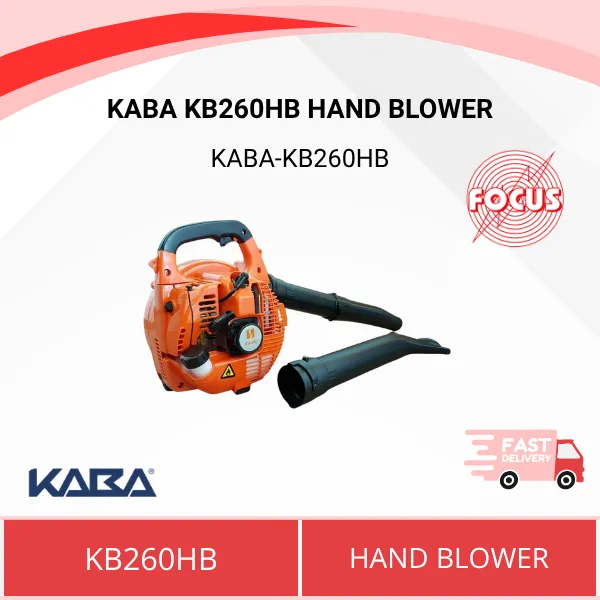 KABA KB260HB HAND BLOWER
KABA-KB260HB
FOCUS
FAST
DELIVERY
KABA®
KB260HB
HAND BLOWER